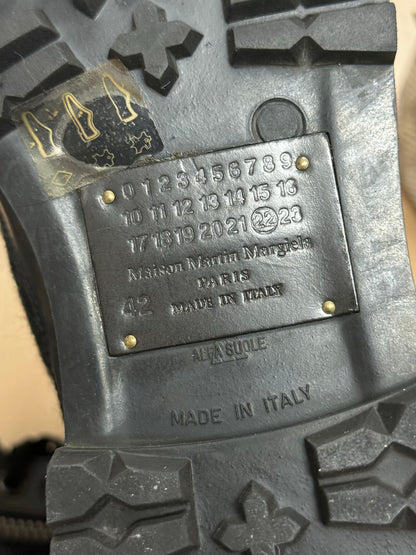 0 1 2 3 4 5 6 7 8 9
10 11 12 13 14 15 16
17 18 19 20 21 22 23
Maison Martin Margiela
PARIS
42 MADE IN ITALY
ALFA SUOLE
MADE IN ITALY